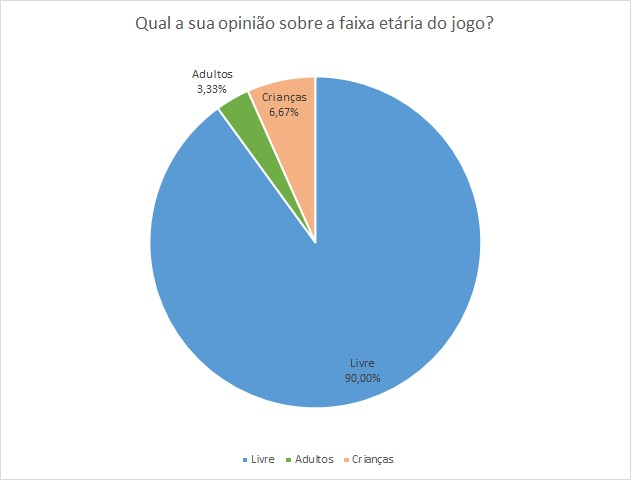 Qual a sua opinião sobre a faixa etária do jogo?
Adultos
3,33%
Crianças
6,67%
Livre
90,00%
Livre Adultos Crianças